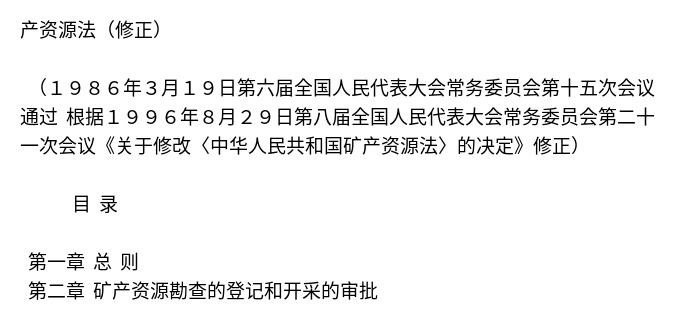 产资源法（修正）
（１９８６年３月１９日第六届全国人民代表大会常务委员会第十五次会议
通过 根据１９９６年８月２９日第八届全国人民代表大会常务委员会第二十
一次会议《关于修改〈中华人民共和国矿产资源法〉的决定》修正）
目 录
第一章 总 则
第二章 矿产资源勘查的登记和开采的审批